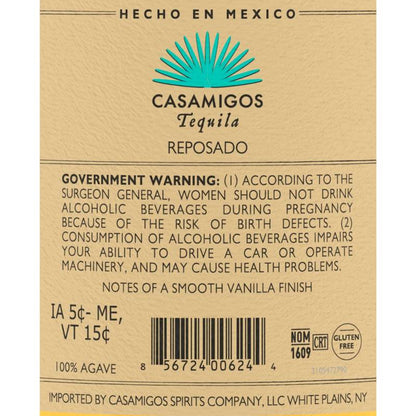 HECHO EN MEXICO
CASAMIGOS
Tequila
REPOSADO
GOVERNMENT WARNING: (1) ACCORDING TO THE
SURGEON GENERAL, WOMEN SHOULD NOT DRINK
ALCOHOLIC BEVERAGES DURING PREGNANCY
BECAUSE OF THE RISK OF BIRTH DEFECTS. (2)
CONSUMPTION OF ALCOHOLIC BEVERAGES IMPAIRS
YOUR ABILITY TO DRIVE A CAR OR OPERATE
MACHINERY, AND MAY CAUSE HEALTH PROBLEMS.
NOTES OF A SMOOTH VANILLA FINISH
IA 5¢- ME,
VT 15¢
100% AGAVE
8 56724 00624 4
NOM
1609
CRT
GLUTEN
FREE
IMPORTED BY CASAMIGOS SPIRITS COMPANY, LLC WHITE PLAINS, NY